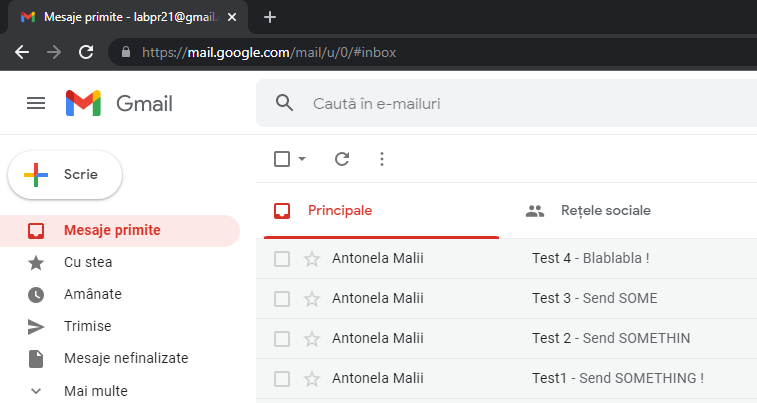 Mesaje primite - labpr21@gmail.
https://mail.google.com/mail/u/0/#inbox
Gmail
Caută în e-mailuri
Scrie
Principale
Rețele sociale
Mesaje primite
Cu stea
Amânate
Trimise
Mesaje nefinalizate
Mai multe
Antonela Malii Test 4 - Blablabla !
Antonela Malii Test 3 - Send SOME
Antonela Malii Test 2 - Send SOMETHIN
Antonela Malii Test1 - Send SOMETHING !